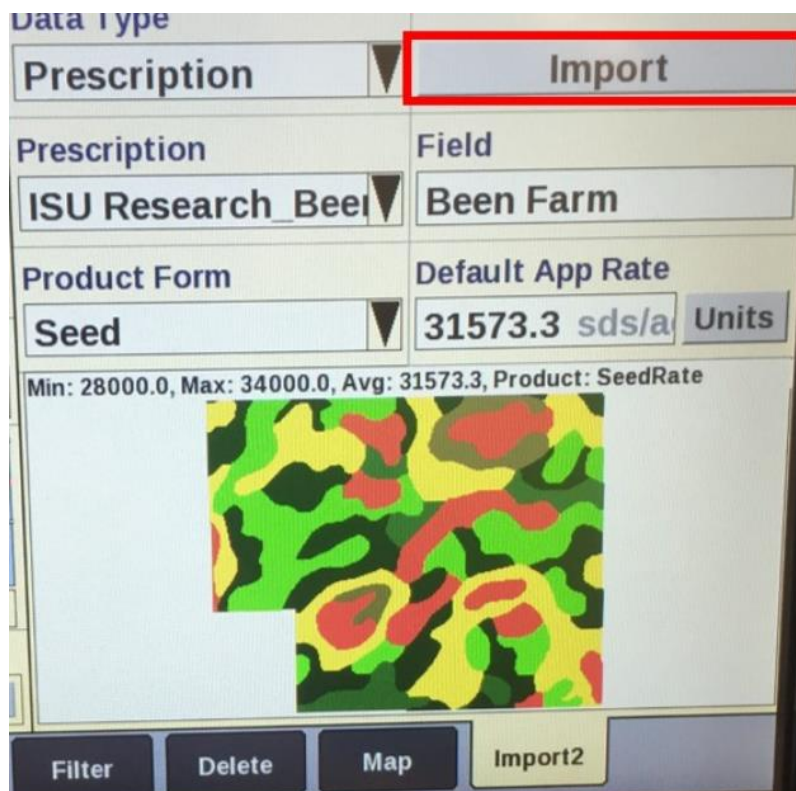 Data Type
Prescription
Import
Prescription
Field
ISU Research_Bee
Been Farm
Product Form
Default App Rate
Seed
31573.3 sds/a
Units
Min: 28000.0, Max: 34000.0, Avg: 31573.3, Product: SeedRate
Filter
Delete
Map
Import2